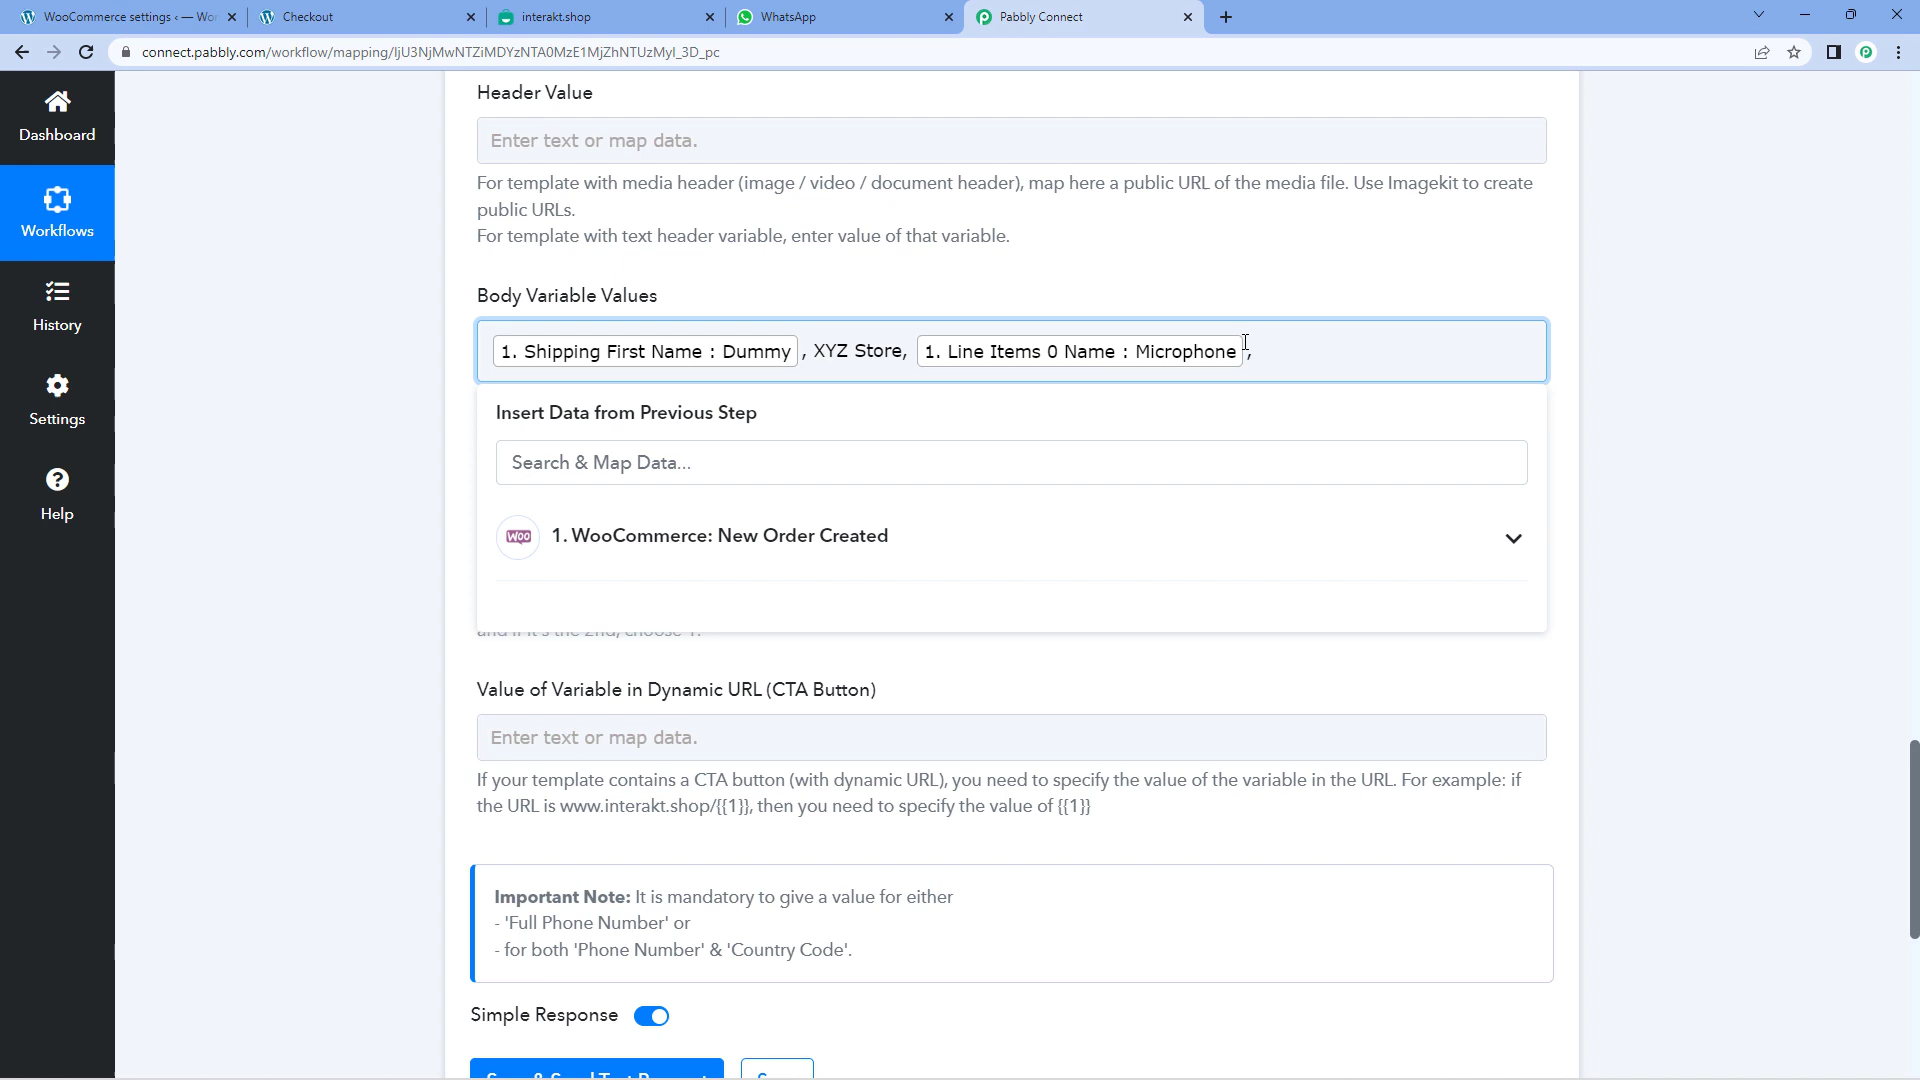 WooCommerce settings ‹ — Wor
Checkout
interakt.shop
WhatsApp
Pabbly Connect
connect.pabbly.com/workflow/mapping/IjU3NjMwNTZiMDYzNTA0MzE1MjZhNTUzMyI_3D_pc
Dashboard
Workflows
History
Settings
Help
Header Value
Enter text or map data.
For template with media header (image / video / document header), map here a public URL of the media file. Use Imagekit to create
public URLs.
For template with text header variable, enter value of that variable.
Body Variable Values
1. Shipping First Name : Dummy , XYZ Store, 1. Line Items 0 Name : Microphone ,
Insert Data from Previous Step
Search & Map Data...
Woo
1. WooCommerce: New Order Created
and if it's the 2nd, choose 1.
Value of Variable in Dynamic URL (CTA Button)
Enter text or map data.
If your template contains a CTA button (with dynamic URL), you need to specify the value of the variable in the URL. For example: if
the URL is www.interakt.shop/{{1}}, then you need to specify the value of {{1}}
Important Note: It is mandatory to give a value for either
- 'Full Phone Number' or
- for both 'Phone Number' & 'Country Code'.
Simple Response
Save & Send Test Request